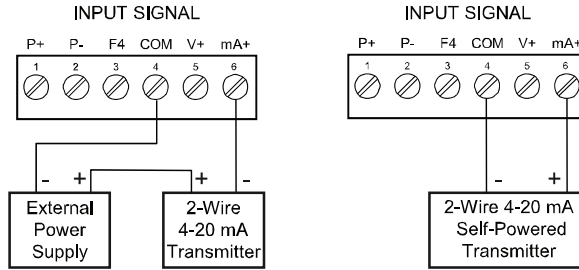 INPUT SIGNAL
P+ P- F4 COM V+ mA+
1 2 3 4 5 6
- + + -
External
Power
Supply
2-Wire
4-20 mA
Transmitter
INPUT SIGNAL
P+ P- F4 COM V+ mA+
1 2 3 4 5 6
- +
2-Wire 4-20 mA
Self-Powered
Transmitter